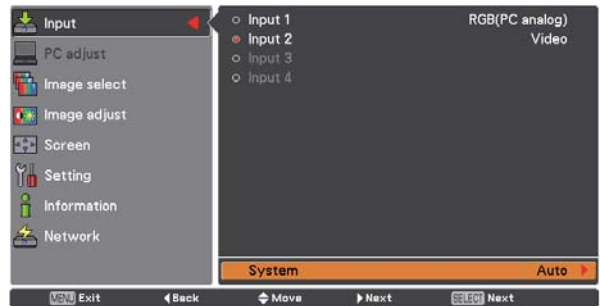 Input
PC adjust
Image select
Image adjust
Screen
Setting
Information
Network
Input 1 RGB(PC analog)
Input 2 Video
Input 3
Input 4
System Auto
MENU Exit Back Move Next SELECT Next